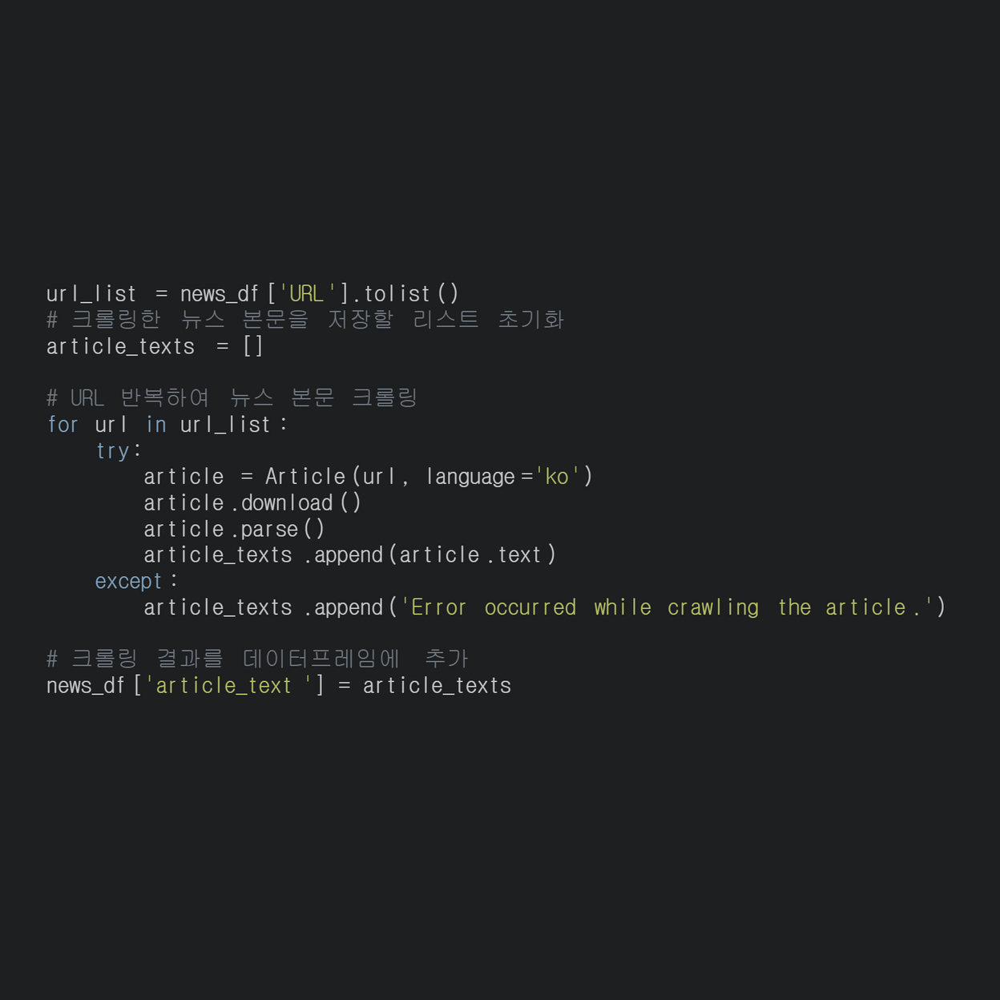 url_list = news_df['URL'].tolist()
# 크롤링한 뉴스 본문을 저장할 리스트 초기화
article_texts = []
# URL 반복하여 뉴스 본문 크롤링
for url in url_list:
    try:
        article = Article(url, language='ko')
        article.download()
        article.parse()
        article_texts.append(article.text)
    except:
        article_texts.append('Error occurred while crawling the article.')
# 크롤링 결과를 데이터프레임에 추가
news_df['article_text'] = article_texts